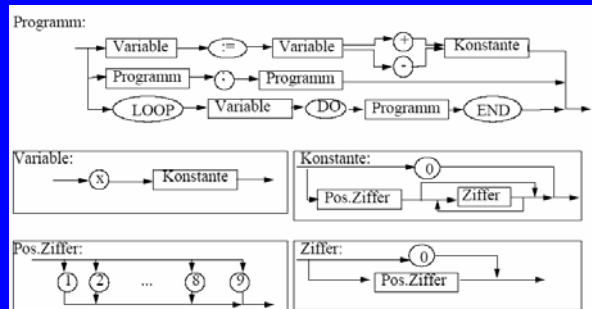 Programm:
Variable := Variable + Konstante
-
Programm ; Programm
LOOP Variable DO Programm END
Variable: Konstante:
x Konstante 0
Pos.Ziffer Ziffer
Pos.Ziffer: Ziffer:
0
1 2 ... 8 9 Pos.Ziffer